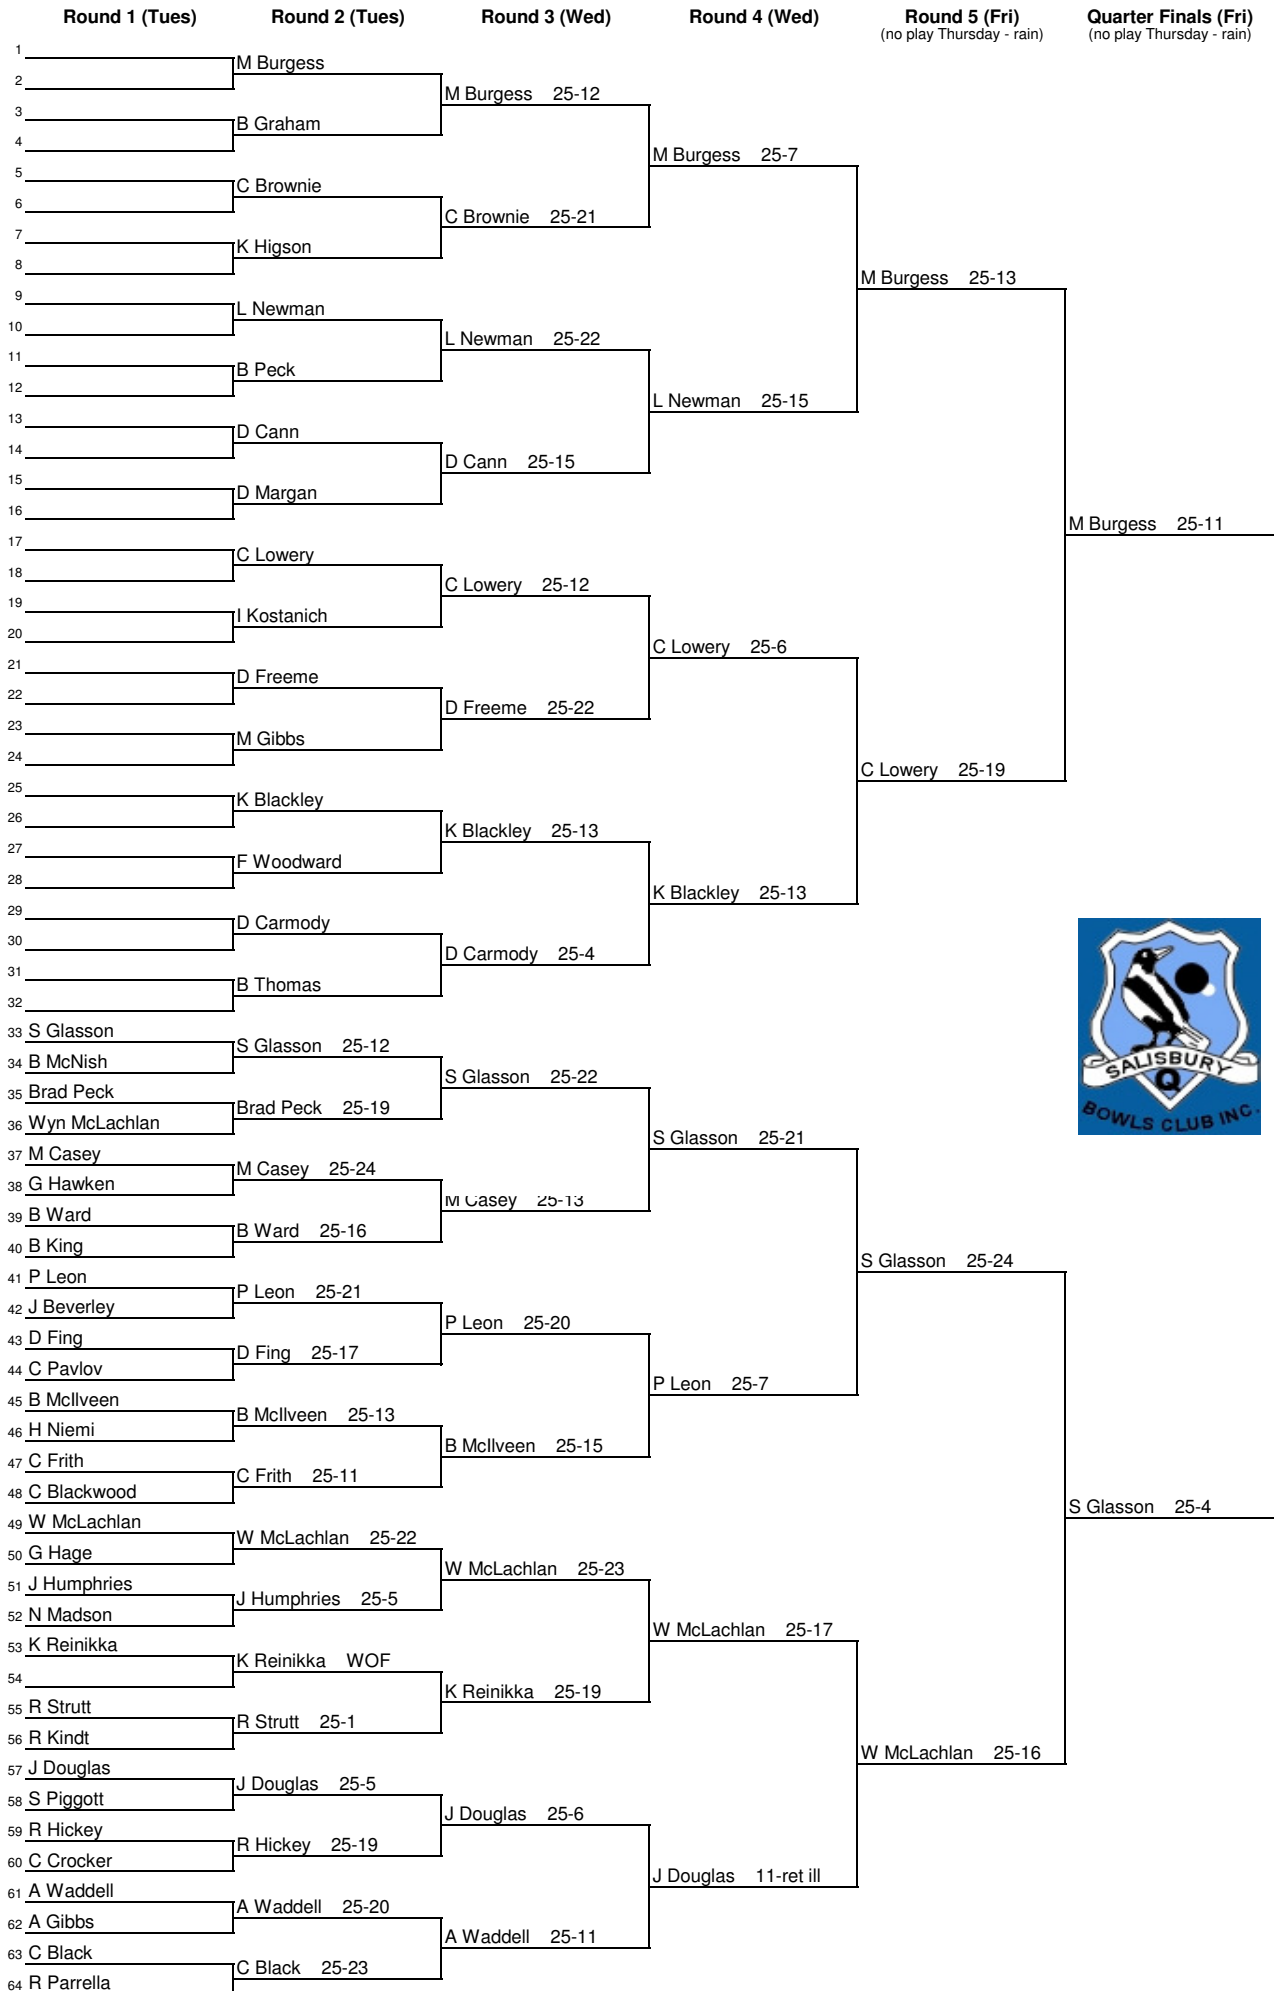 Round 1 (Tues) Round 2 (Tues) Round 3 (Wed) Round 4 (Wed) Round 5 (Fri) Quarter Finals (Fri)
(no play Thursday - rain) (no play Thursday - rain)
1
M Burgess
2
M Burgess 25-12
3
B Graham
4
M Burgess 25-7
5
C Brownie
6
C Brownie 25-21
7
K Higson
8
M Burgess 25-13
9
L Newman
10
L Newman 25-22
11
B Peck
12
L Newman 25-15
13
D Cann
14
D Cann 25-15
15
D Margan
16
M Burgess 25-11
17
C Lowery
18
C Lowery 25-12
19
I Kostanich
20
C Lowery 25-6
21
D Freeme
22
D Freeme 25-22
23
M Gibbs
24
C Lowery 25-19
25
K Blackley
26
K Blackley 25-13
27
F Woodward
28
K Blackley 25-13
29
D Carmody
30
D Carmody 25-4
31
B Thomas
32
SALISBURY
Q
BOWLS CLUB INC.
33 S Glasson
S Glasson 25-12
34 B McNish
S Glasson 25-22
35 Brad Peck
Brad Peck 25-19
36 Wyn McLachlan
S Glasson 25-21
37 M Casey
M Casey 25-24
38 G Hawken
M Casey 25-13
39 B Ward
B Ward 25-16
40 B King
S Glasson 25-24
41 P Leon
P Leon 25-21
42 J Beverley
P Leon 25-20
43 D Fing
D Fing 25-17
44 C Pavlov
P Leon 25-7
45 B McIlveen
B McIlveen 25-13
46 H Niemi
B McIlveen 25-15
47 C Frith
C Frith 25-11
48 C Blackwood
S Glasson 25-4
49 W McLachlan
W McLachlan 25-22
50 G Hage
W McLachlan 25-23
51 J Humphries
J Humphries 25-5
52 N Madson
W McLachlan 25-17
53 K Reinikka
K Reinikka WOF
54
K Reinikka 25-19
55 R Strutt
R Strutt 25-1
56 R Kindt
W McLachlan 25-16
57 J Douglas
J Douglas 25-5
58 S Piggott
J Douglas 25-6
59 R Hickey
R Hickey 25-19
60 C Crocker
J Douglas 11-ret ill
61 A Waddell
A Waddell 25-20
62 A Gibbs
A Waddell 25-11
63 C Black
C Black 25-23
64 R Parrella